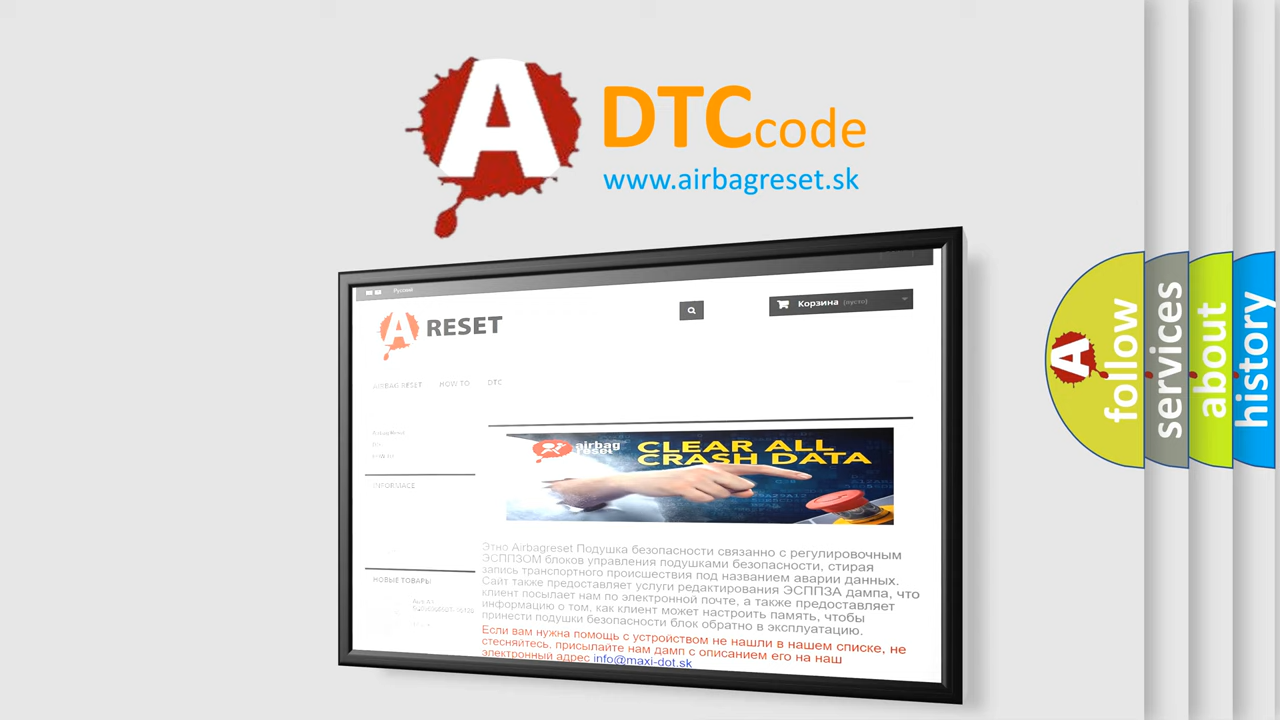 A
DTCcode
www.airbagreset.sk
Русский
A RESET
Корзина (пусто)
AIRBAG RESET HOW TO DTC
INFORMACE
airbag
reset
CLEAR ALL
CRASH DATA
Этно Airbagreset Подушка безопасности связанно с регулировочным
ЭСППЗОМ блоков управления подушками безопасности, стирая
запись транспортного происшествия под названием аварии данных.
Сайт также предоставляет услуги редактирования ЭСППЗА дампа, что
клиент посылает нам по электронной почте, а также предоставляет
информацию о том, как клиент может настроить память, чтобы
принести подушки безопасности блок обратно в эксплуатацию.
НОВЫЕ ТОВАРЫ
Если вам нужна помощь с устройством не нашли в нашем списке, не
стесняйтесь, присылайте нам дамп с описанием его на наш
электронный адрес info@maxi-dot.sk
A
follow
services
about
history